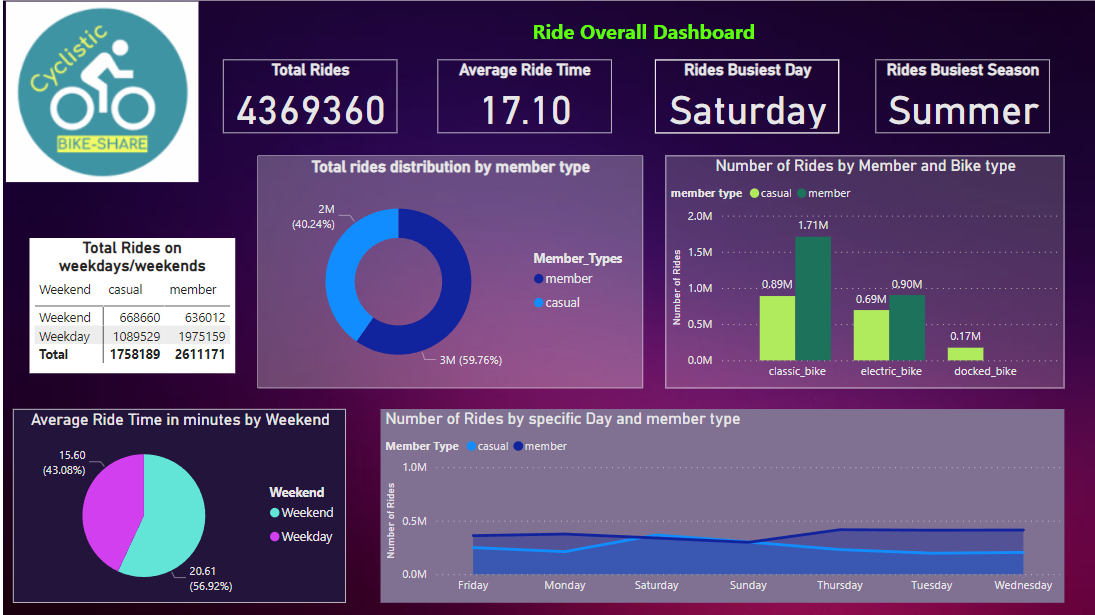 Cyclistic
BIKE-SHARE
Ride Overall Dashboard
Total Rides
4369360
Average Ride Time
17.10
Rides Busiest Day
Saturday
Rides Busiest Season
Summer
Total Rides on
weekdays/weekends
Weekend casual member
Weekend 668660 636012
Weekday 1089529 1975159
Total 1758189 2611171
Total rides distribution by member type
2M
(40.24%)
3M (59.76%)
Member_Types
member
casual
Number of Rides by Member and Bike type
member type casual member
Number of Rides
2.0M
1.5M
1.0M
0.5M
0.0M
0.89M
1.71M
0.69M
0.90M
0.17M
classic_bike electric_bike docked_bike
Average Ride Time in minutes by Weekend
15.60
(43.08%)
20.61
(56.92%)
Weekend
Weekend
Weekday
Number of Rides by specific Day and member type
Member Type casual member
Number of Rides
1.0M
0.5M
0.0M
Friday Monday Saturday Sunday Thursday Tuesday Wednesday